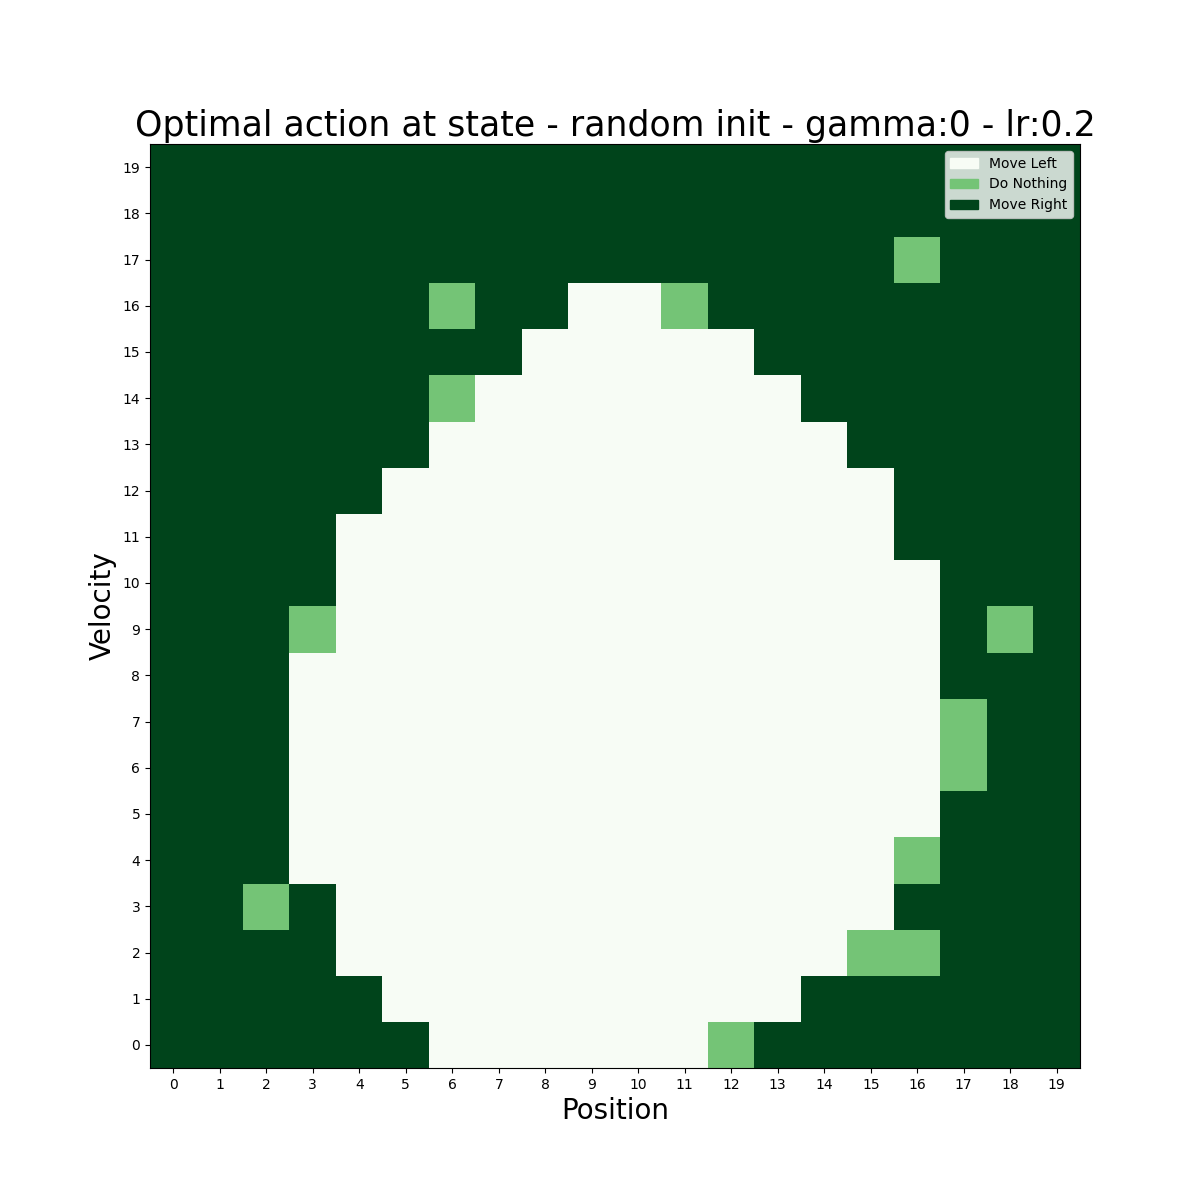 Optimal action at state - random init - gamma:0 - lr:0.2
Move Left
Do Nothing
Move Right
Velocity
19
18
17
16
15
14
13
12
11
10
9
8
7
6
5
4
3
2
1
0
0 1 2 3 4 5 6 7 8 9 10 11 12 13 14 15 16 17 18 19
Position